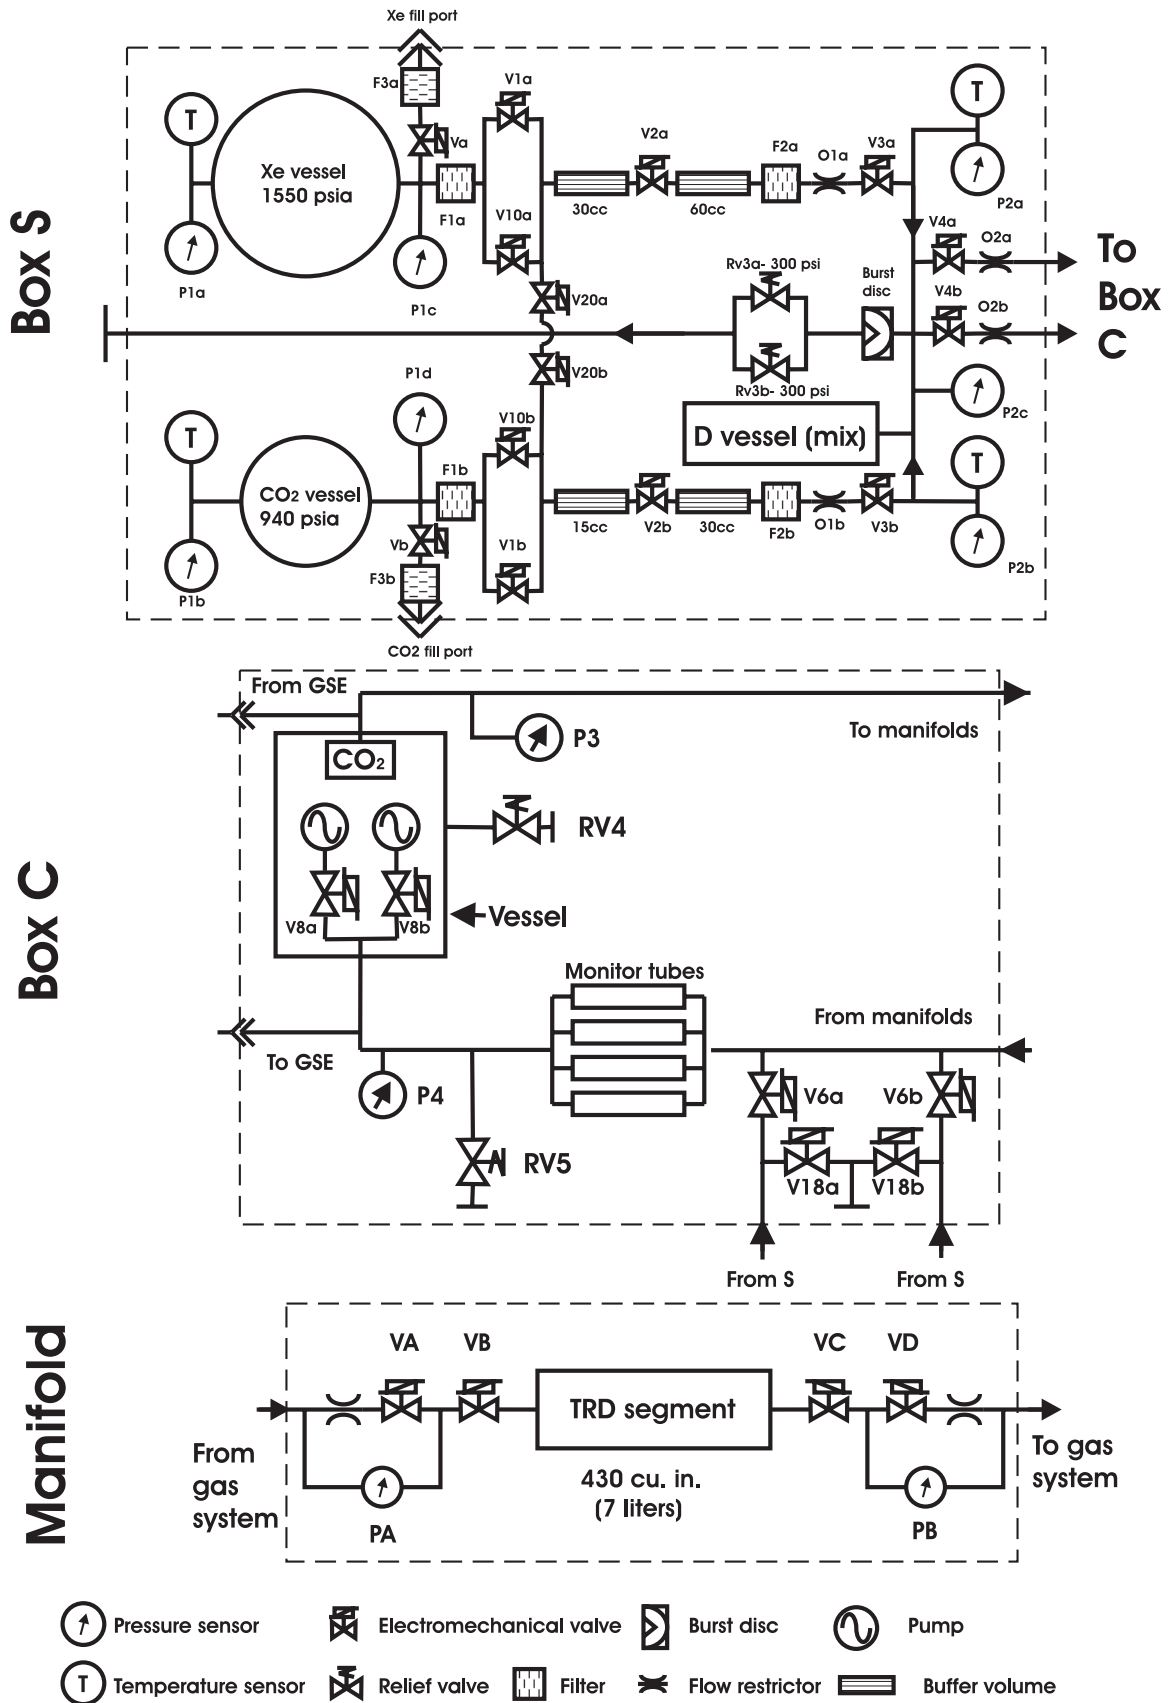 Xe fill port
Box S
F3a
V1a
T
T
Va
V2a
F2a
O1a
V3a
Xe vessel
1550 psia
30cc
60cc
P2a
F1a
V10a
V4a
O2a
To
Box
C
P1a
P1c
V20a
Rv3a- 300 psi
Burst
disc
V4b
O2b
P1d
V20b
Rv3b- 300 psi
P2c
T
V10b
D vessel (mix)
T
F1b
CO2 vessel
940 psia
15cc
V2b
30cc
F2b
O1b
V3b
Vb
V1b
P1b
F3b
P2b
CO2 fill port
Box C
From GSE
To manifolds
P3
CO2
RV4
V8a
V8b
Vessel
Monitor tubes
From manifolds
To GSE
P4
V6a
V6b
RV5
V18a
V18b
From S
From S
Manifold
VA
VB
VC
VD
TRD segment
From
gas
system
430 cu. in.
(7 liters)
To gas
system
PA
PB
Pressure sensor
Electromechanical valve
Burst disc
Pump
T
Temperature sensor
Relief valve
Filter
Flow restrictor
Buffer volume